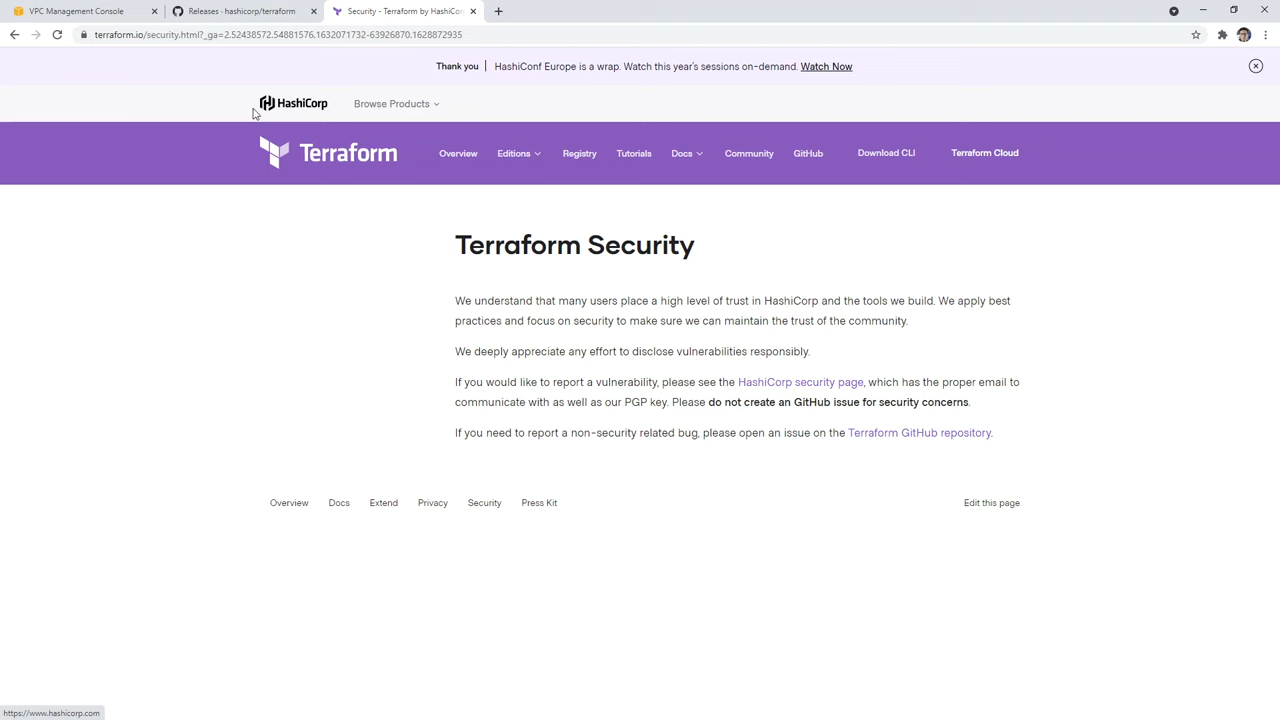 VPC Management Console
Releases · hashicorp/terraform
Security - Terraform by HashiCor
terraform.io/security.html?_ga=2.52438572.54881576.1632071732-63926870.1628872935
Thank you | HashiConf Europe is a wrap. Watch this year's sessions on-demand. Watch Now
HashiCorp Browse Products
Terraform Overview Editions Registry Tutorials Docs Community GitHub Download CLI Terraform Cloud
Terraform Security
We understand that many users place a high level of trust in HashiCorp and the tools we build. We apply best
practices and focus on security to make sure we can maintain the trust of the community.
We deeply appreciate any effort to disclose vulnerabilities responsibly.
If you would like to report a vulnerability, please see the HashiCorp security page, which has the proper email to
communicate with as well as our PGP key. Please do not create an GitHub issue for security concerns.
If you need to report a non-security related bug, please open an issue on the Terraform GitHub repository.
Overview Docs Extend Privacy Security Press Kit Edit this page
https://www.hashicorp.com